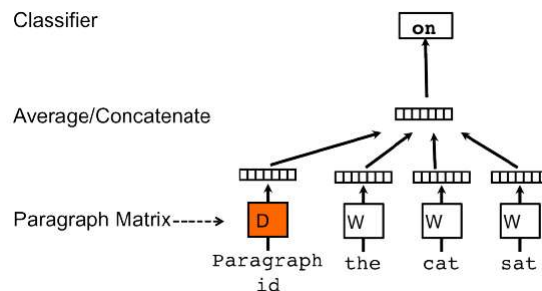 Classifier
on
Average/Concatenate
Paragraph Matrix
D
W
W
W
Paragraph
id
the
cat
sat